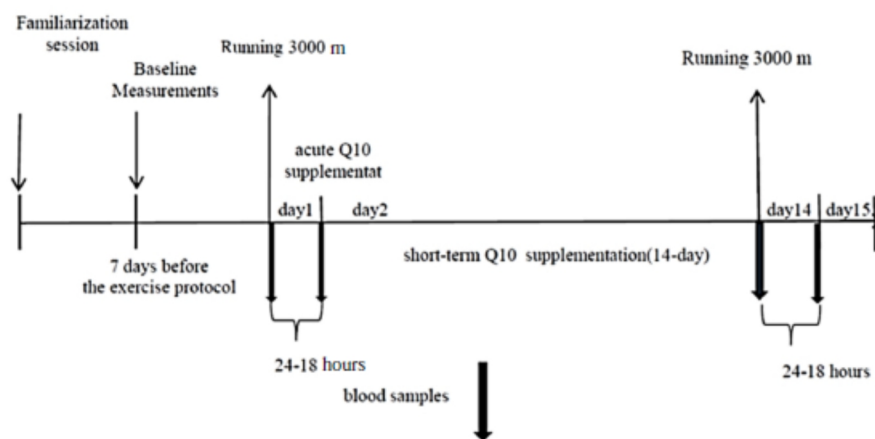 Familiarization
session
Baseline
Measurements
Running 3000 m
Running 3000 m
acute Q10
supplementat
day1
day2
day14
day15.
7 days before
the exercise protocol
short-term Q10 supplementation(14-day)
24-18 hours
24-18 hours
blood samples